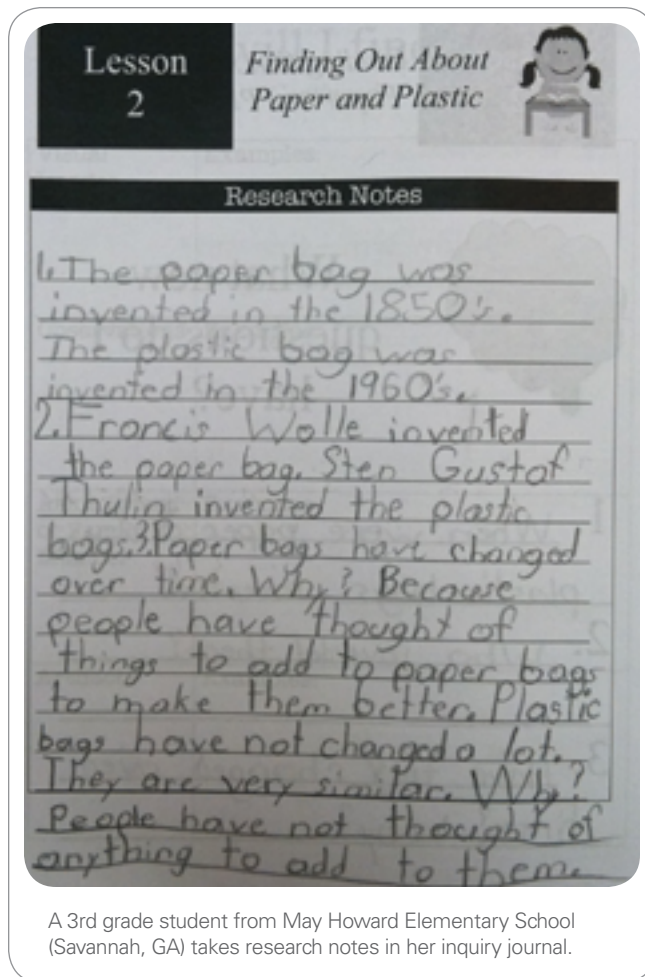 Lesson
2
Finding Out About
Paper and Plastic
Research Notes
1. The paper bag was
invented in the 1850's.
The plastic bag was
invented in the 1960's.
2. Francis Wolle invented
the paper bag. Sten Gustaf
Thulin invented the plastic
bags. 3. Paper bags have changed
over time. Why? Because
people have thought of
things to add to paper bags
to make them better. Plastic
bags have not changed a lot.
They are very similar. Why?
People have not thought of
anything to add to them.
A 3rd grade student from May Howard Elementary School
(Savannah, GA) takes research notes in her inquiry journal.